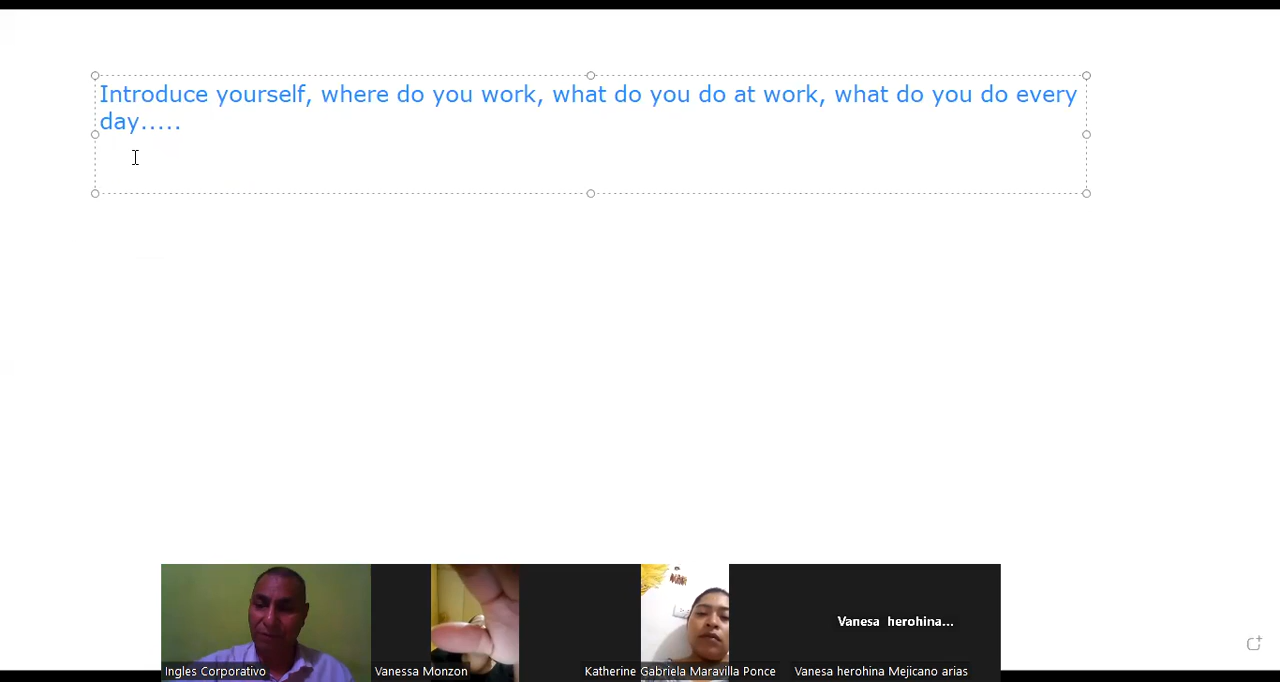 Introduce yourself, where do you work, what do you do at work, what do you do every
day.....
Vanesa herohina...
Ingles Corporativo
Vanessa Monzon
Katherine Gabriela Maravilla Ponce
Vanesa herohina Mejicano arias